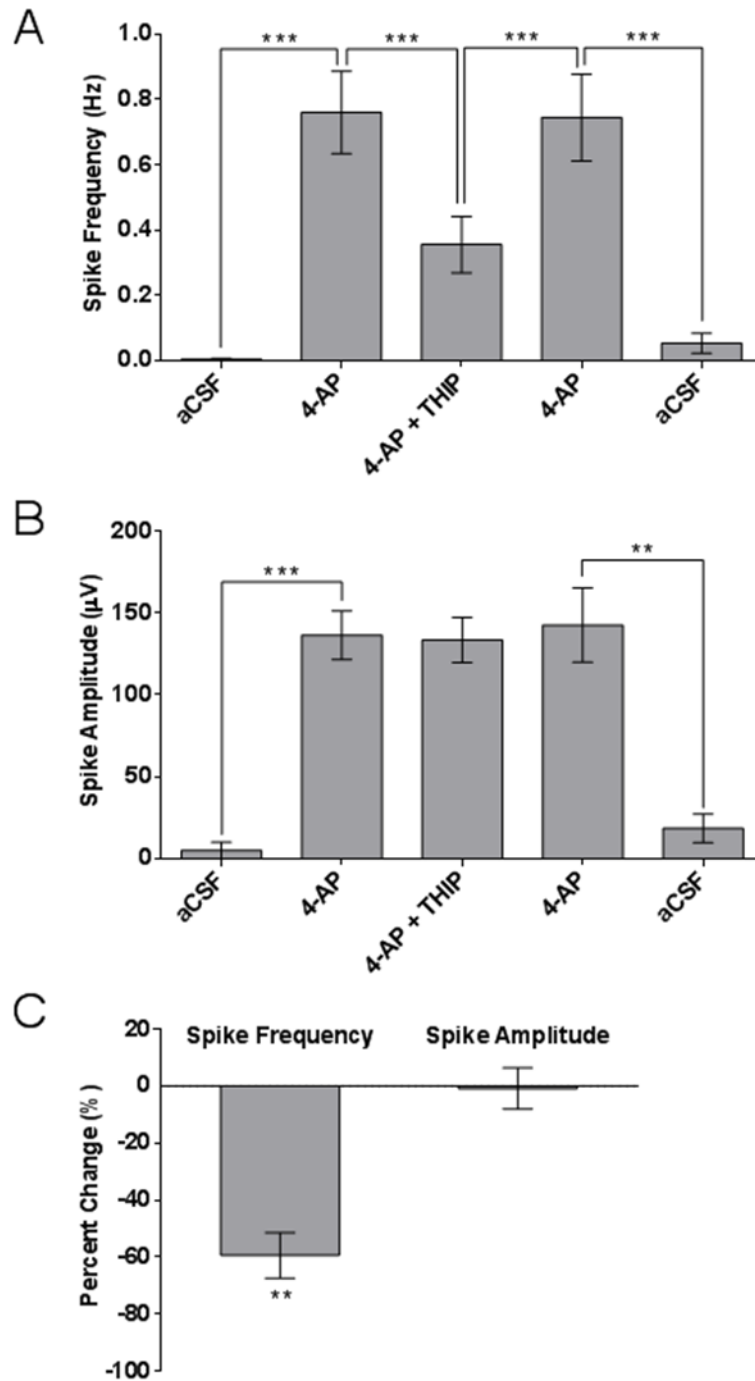 A
Spike Frequency (Hz)
1.0
0.8
0.6
0.4
0.2
0.0
*** *** *** ***
aCSF 4-AP 4-AP + THIP 4-AP aCSF
B
Spike Amplitude (μV)
200
150
100
50
0
*** **
aCSF 4-AP 4-AP + THIP 4-AP aCSF
C
Percent Change (%)
20
0
-20
-40
-60
-80
-100
Spike Frequency Spike Amplitude
**